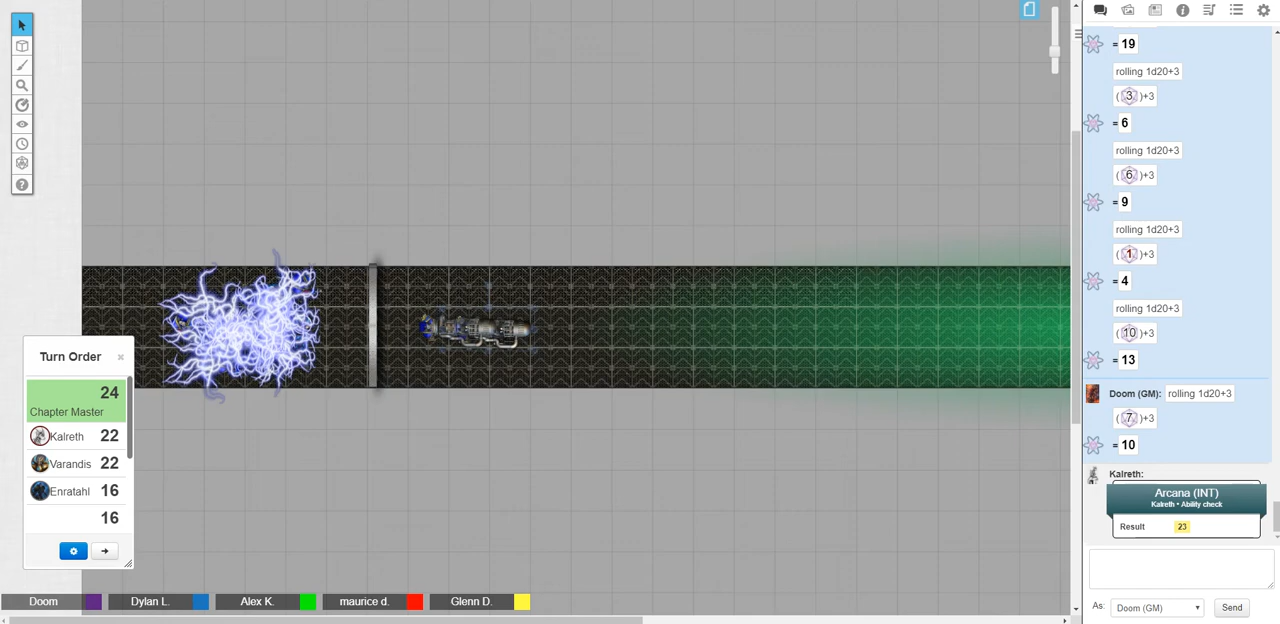 = 19
rolling 1d20+3
(3)+3
= 6
rolling 1d20+3
(6)+3
= 9
rolling 1d20+3
(1)+3
= 4
rolling 1d20+3
(10)+3
= 13
Doom (GM): rolling 1d20+3
(7)+3
= 10
Kalreth:
Arcana (INT)
Kalreth • Ability check
Result 23
As: Doom (GM) Send
Turn Order ×
24
Chapter Master
Kalreth 22
Varandis 22
Enratahl 16
16
Doom Dylan L. Alex K. maurice d. Glenn D.